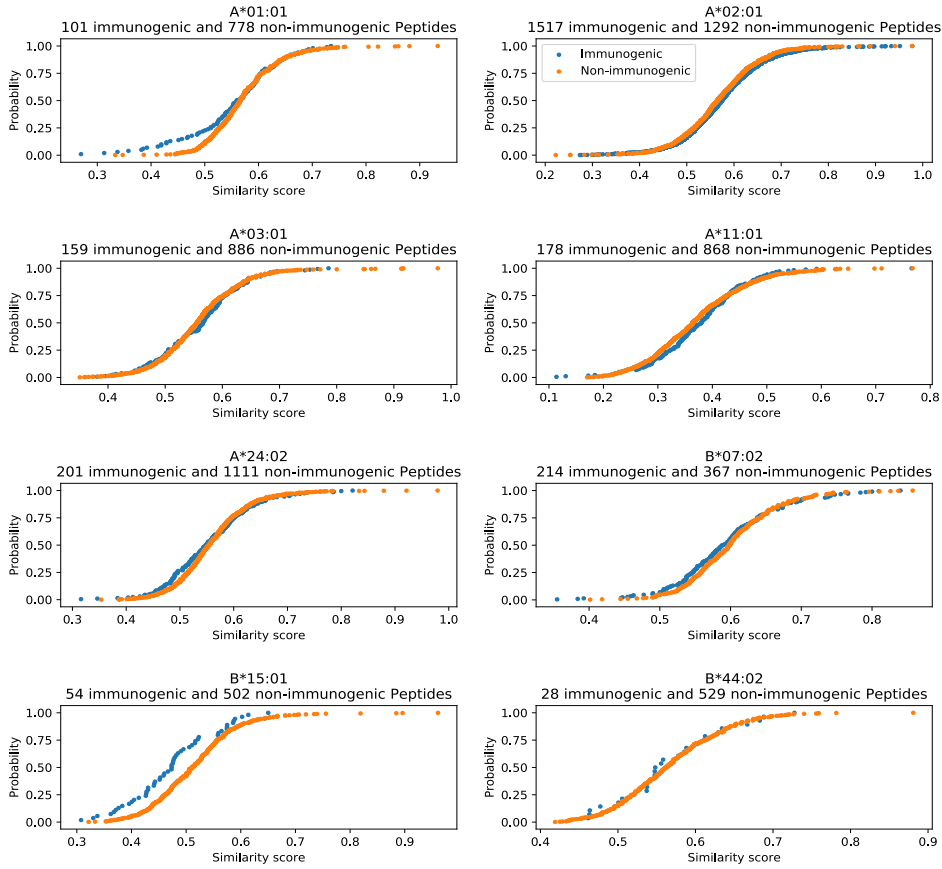 A*01:01
101 immunogenic and 778 non-immunogenic Peptides
1.00
0.75
0.50
0.25
0.00
Probability
0.3 0.4 0.5 0.6 0.7 0.8 0.9
Similarity score
A*02:01
1517 immunogenic and 1292 non-immunogenic Peptides
Immunogenic
Non-immunogenic
1.00
0.75
0.50
0.25
0.00
Probability
0.2 0.3 0.4 0.5 0.6 0.7 0.8 0.9 1.0
Similarity score
A*03:01
159 immunogenic and 886 non-immunogenic Peptides
1.00
0.75
0.50
0.25
0.00
Probability
0.4 0.5 0.6 0.7 0.8 0.9 1.0
Similarity score
A*11:01
178 immunogenic and 868 non-immunogenic Peptides
1.00
0.75
0.50
0.25
0.00
Probability
0.1 0.2 0.3 0.4 0.5 0.6 0.7 0.8
Similarity score
A*24:02
201 immunogenic and 1111 non-immunogenic Peptides
1.00
0.75
0.50
0.25
0.00
Probability
0.3 0.4 0.5 0.6 0.7 0.8 0.9 1.0
Similarity score
B*07:02
214 immunogenic and 367 non-immunogenic Peptides
1.00
0.75
0.50
0.25
0.00
Probability
0.4 0.5 0.6 0.7 0.8
Similarity score
B*15:01
54 immunogenic and 502 non-immunogenic Peptides
1.00
0.75
0.50
0.25
0.00
Probability
0.3 0.4 0.5 0.6 0.7 0.8 0.9
Similarity score
B*44:02
28 immunogenic and 529 non-immunogenic Peptides
1.00
0.75
0.50
0.25
0.00
Probability
0.4 0.5 0.6 0.7 0.8 0.9
Similarity score